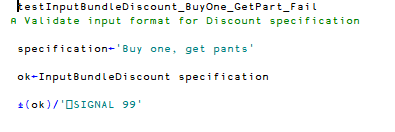 testInputBundleDiscount_BuyOne_GetPart_Fail
⍝ Validate input format for Discount specification
specification←'Buy one, get pants'
ok←InputBundleDiscount specification
⍎(ok)/'⎕SIGNAL 99'